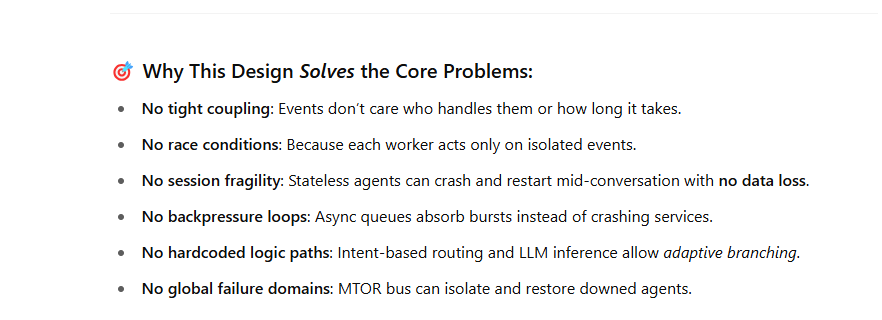 🎯 Why This Design Solves the Core Problems:
• No tight coupling: Events don’t care who handles them or how long it takes.
• No race conditions: Because each worker acts only on isolated events.
• No session fragility: Stateless agents can crash and restart mid-conversation with no data loss.
• No backpressure loops: Async queues absorb bursts instead of crashing services.
• No hardcoded logic paths: Intent-based routing and LLM inference allow adaptive branching.
• No global failure domains: MTOR bus can isolate and restore downed agents.